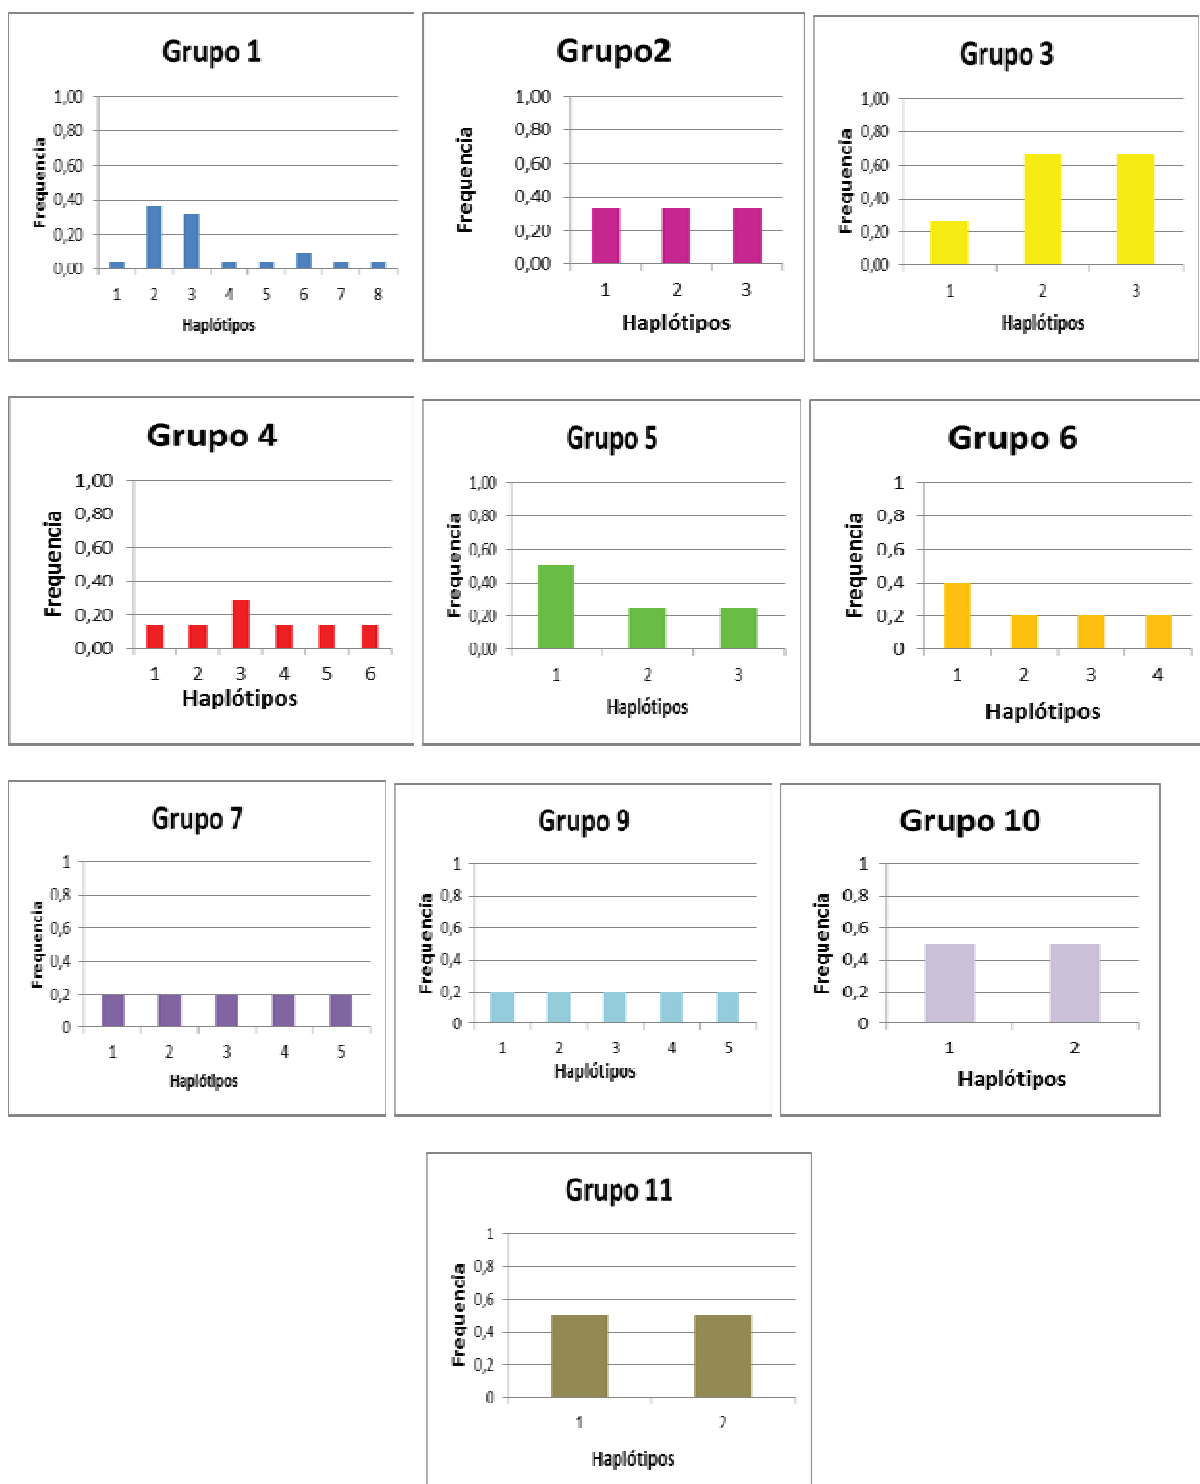 Grupo 1
1,00
0,80
0,60
0,40
0,20
0,00
Frequencia
1 2 3 4 5 6 7 8
Haplótipos
Grupo2
1,00
0,80
0,60
0,40
0,20
0,00
Frequencia
1 2 3
Haplótipos
Grupo 3
1,00
0,80
0,60
0,40
0,20
0,00
Frequencia
1 2 3
Haplótipos
Grupo 4
1,00
0,80
0,60
0,40
0,20
0,00
Frequencia
1 2 3 4 5 6
Haplótipos
Grupo 5
1,00
0,80
0,60
0,40
0,20
0,00
Frequencia
1 2 3
Haplótipos
Grupo 6
1
0,8
0,6
0,4
0,2
0
Frequencia
1 2 3 4
Haplótipos
Grupo 7
1
0,8
0,6
0,4
0,2
0
Frequencia
1 2 3 4 5
Haplótipos
Grupo 9
1
0,8
0,6
0,4
0,2
0
Frequencia
1 2 3 4 5
Haplótipos
Grupo 10
1
0,8
0,6
0,4
0,2
0
Frequencia
1 2
Haplótipos
Grupo 11
1
0,8
0,6
0,4
0,2
0
Frequencia
1 2
Haplótipos